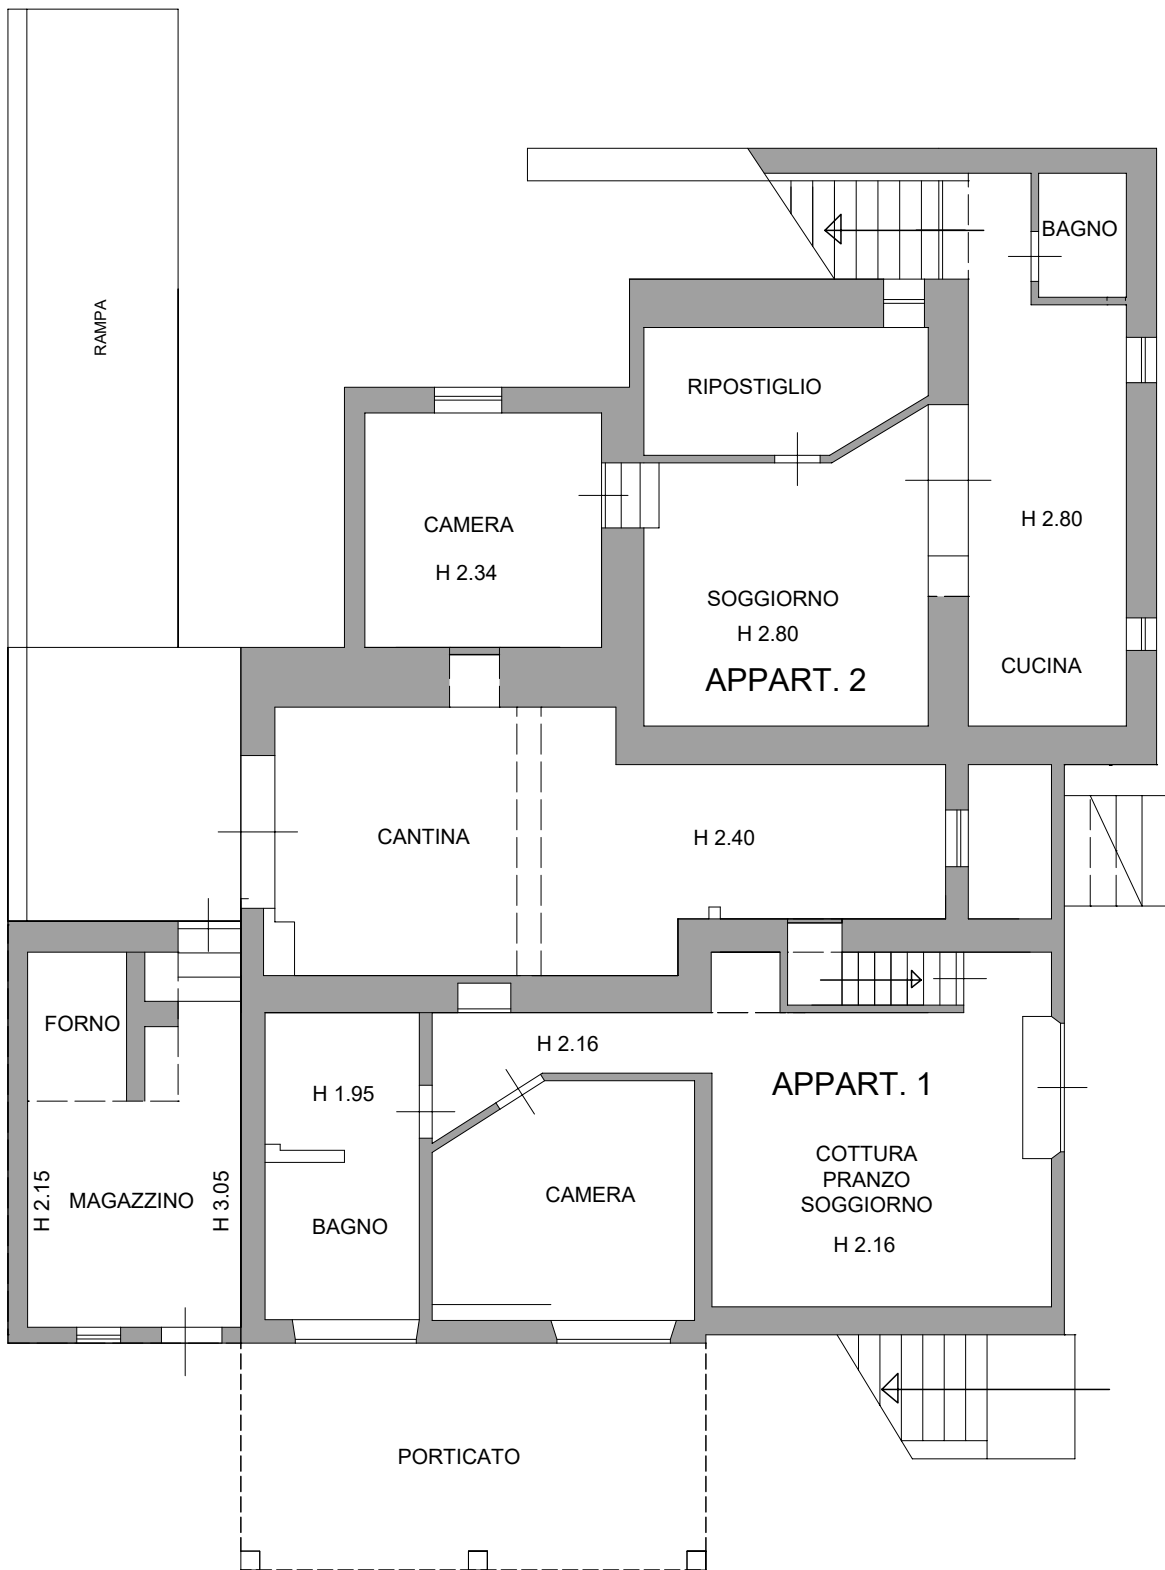 RAMPA
BAGNO
RIPOSTIGLIO
CAMERA
H 2.34
H 2.80
SOGGIORNO
H 2.80
APPART. 2
CUCINA
CANTINA
H 2.40
FORNO
H 2.16
H 1.95
APPART. 1
COTTURA
PRANZO
SOGGIORNO
H 2.16
H 2.15
MAGAZZINO
H 3.05
CAMERA
BAGNO
PORTICATO